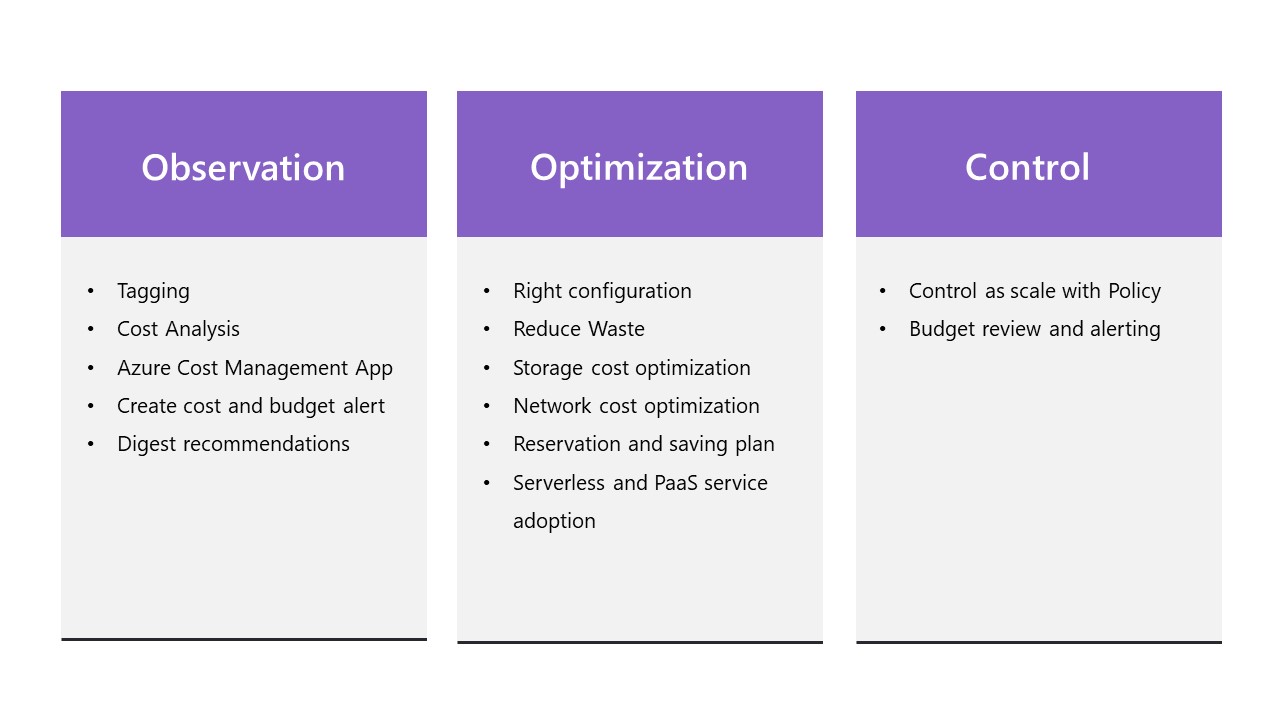 Observation
• Tagging
• Cost Analysis
• Azure Cost Management App
• Create cost and budget alert
• Digest recommendations
Optimization
• Right configuration
• Reduce Waste
• Storage cost optimization
• Network cost optimization
• Reservation and saving plan
• Serverless and PaaS service
adoption
Control
• Control as scale with Policy
• Budget review and alerting